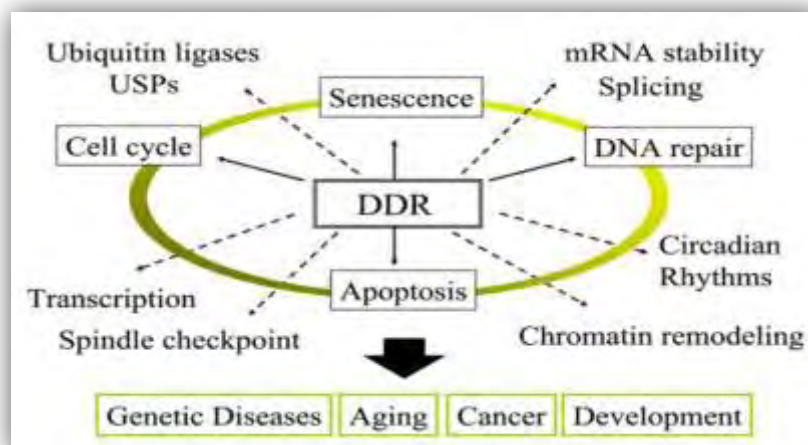 Ubiquitin ligases
USPs
mRNA stability
Splicing
Senescence
Cell cycle
DNA repair
DDR
Circadian
Rhythms
Apoptosis
Transcription
Spindle checkpoint
Chromatin remodeling
Genetic Diseases
Aging
Cancer
Development